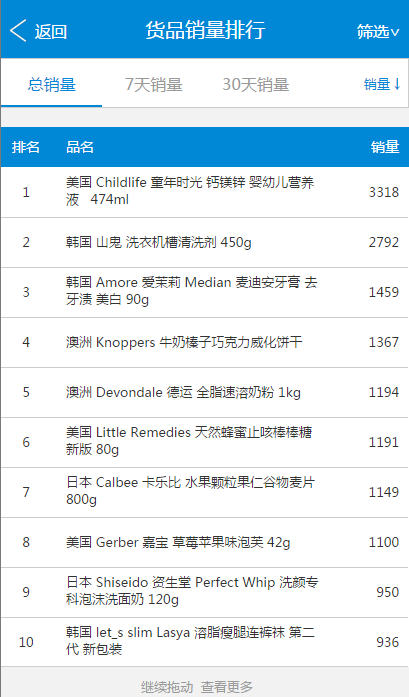 返回 货品销量排行 筛选
总销量 7天销量 30天销量 销量↓
排名 品名 销量
1 美国 Childlife 童年时光 钙镁锌 婴幼儿营养 3318
液 474ml
2 韩国 山鬼 洗衣机槽清洗剂 450g 2792
3 韩国 Amore 爱茉莉 Median 麦迪安牙膏 去 1459
牙渍 美白 90g
4 澳洲 Knoppers 牛奶榛子巧克力威化饼干 1367
5 澳洲 Devondale 德运 全脂速溶奶粉 1kg 1194
6 美国 Little Remedies 天然蜂蜜止咳棒棒糖 1191
新版 80g
7 日本 Calbee 卡乐比 水果颗粒果仁谷物麦片 1149
800g
8 美国 Gerber 嘉宝 草莓苹果味泡芙 42g 1100
9 日本 Shiseido 资生堂 Perfect Whip 洗颜专 950
科泡沫洗面奶 120g
10 韩国 let_s slim Lasya 溶脂瘦腿连裤袜 第二 936
代 新包装
继续拖动 查看更多